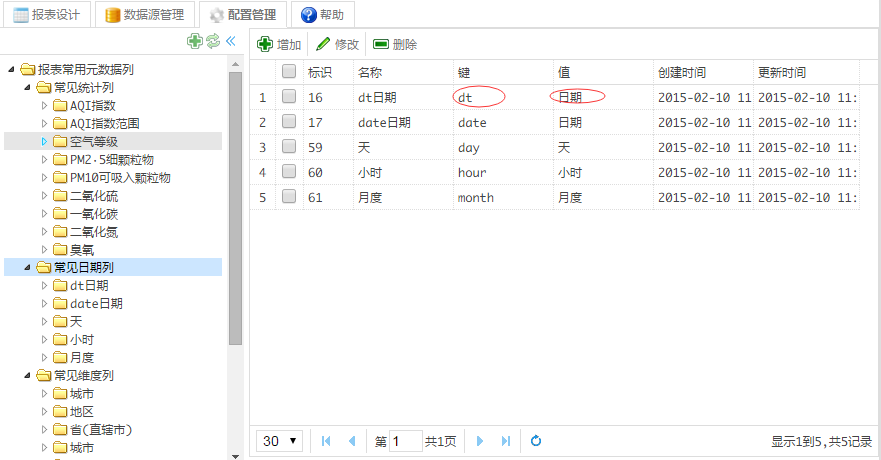 报表设计 数据源管理 配置管理 帮助
报表常用元数据列
常见统计列
AQI指数
AQI指数范围
空气等级
PM2.5细颗粒物
PM10可吸入颗粒物
二氧化硫
一氧化碳
二氧化氮
臭氧
常见日期列
dt日期
date日期
天
小时
月度
常见维度列
城市
地区
省(直辖市)
城市
增加 修改 删除
标识 名称 键 值 创建时间 更新时间
1 16 dt日期 dt 日期 2015-02-10 11 2015-02-10 11:
2 17 date日期 date 日期 2015-02-10 11 2015-02-10 11:
3 59 天 day 天 2015-02-10 11 2015-02-10 11:
4 60 小时 hour 小时 2015-02-10 11 2015-02-10 11:
5 61 月度 month 月度 2015-02-10 11 2015-02-10 11:
30 第 1 共1页 显示1到5,共5记录